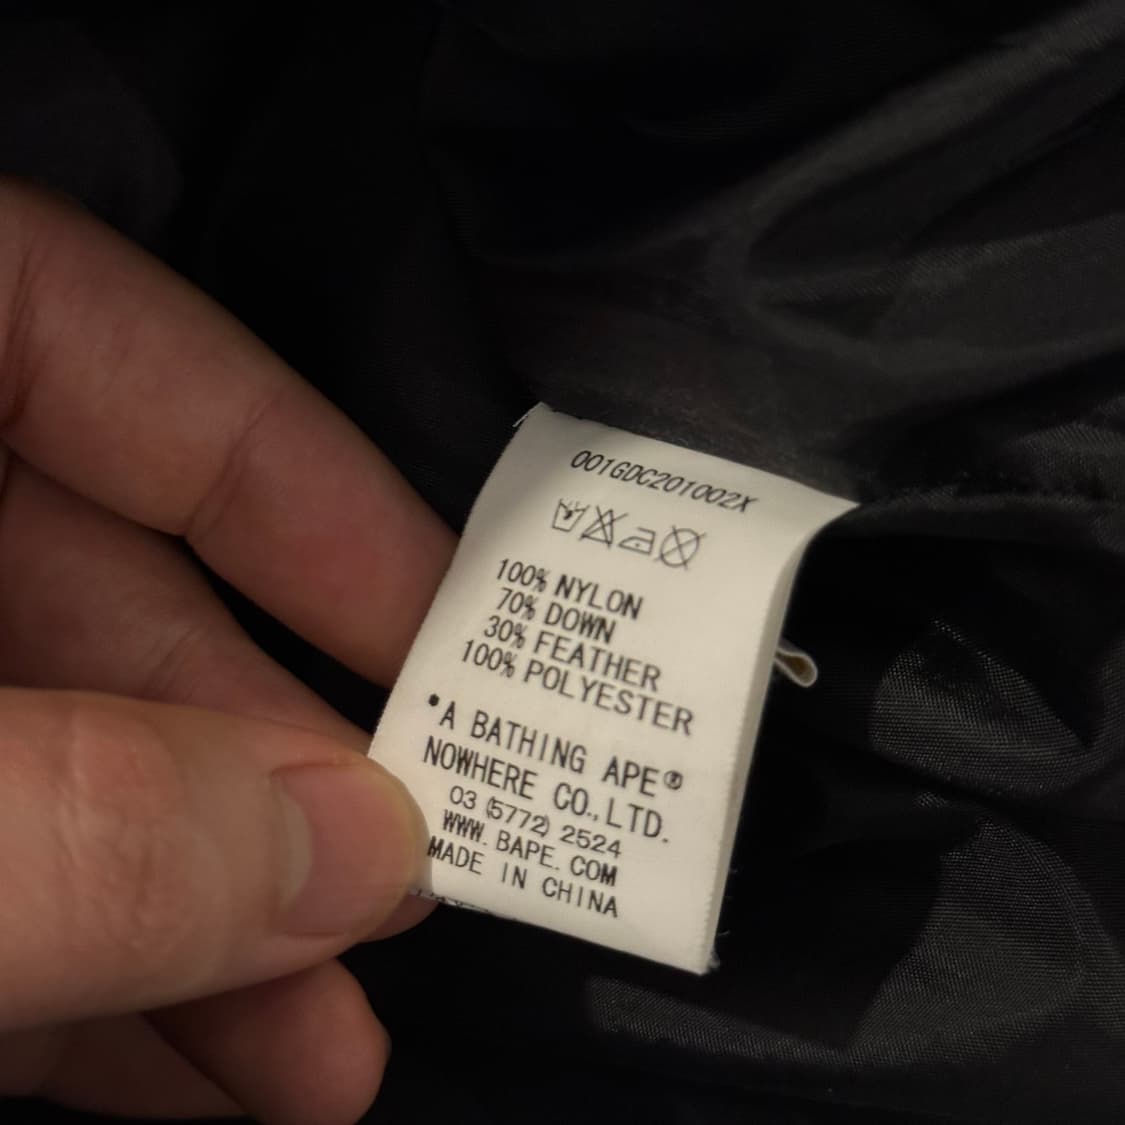 001GDC201002X
100% NYLON
70% DOWN
30% FEATHER
100% POLYESTER
•A BATHING APE®
NOWHERE CO.,LTD.
03 (5772) 2524
WWW. BAPE. COM
MADE IN CHINA